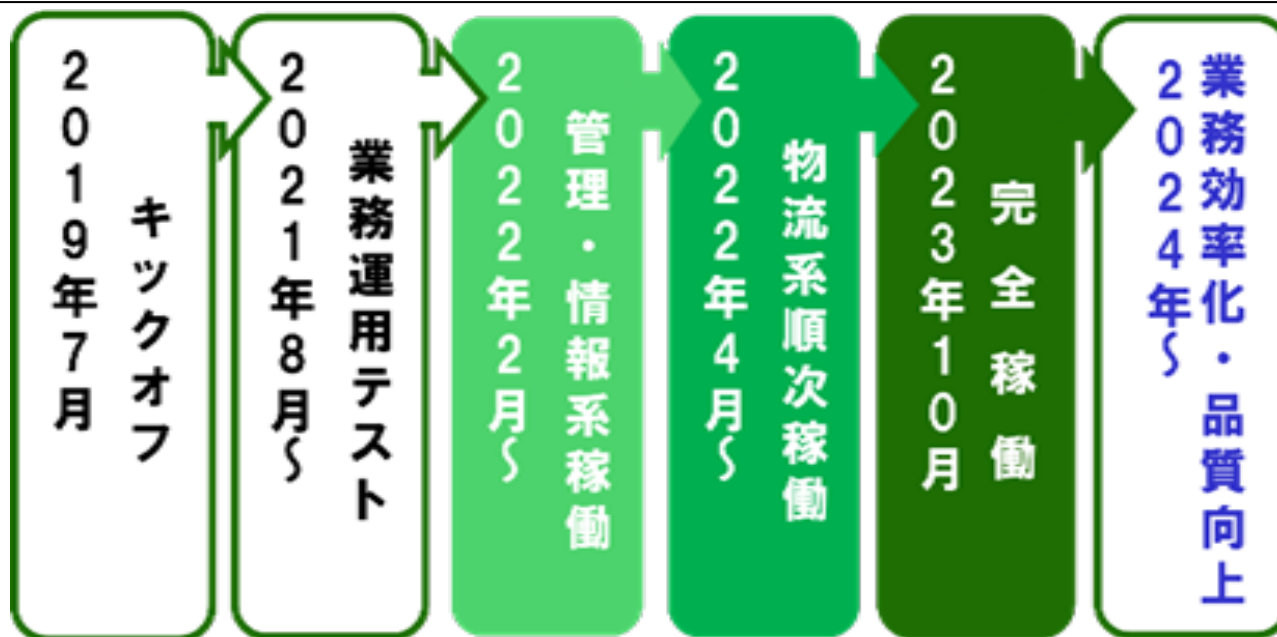 2019年7月
キックオフ
2021年8月～
業務運用テスト
2022年2月～
管理・情報系稼働
2022年4月～
物流系順次稼働
2023年10月
完全稼働
2024年～
業務効率化・品質向上